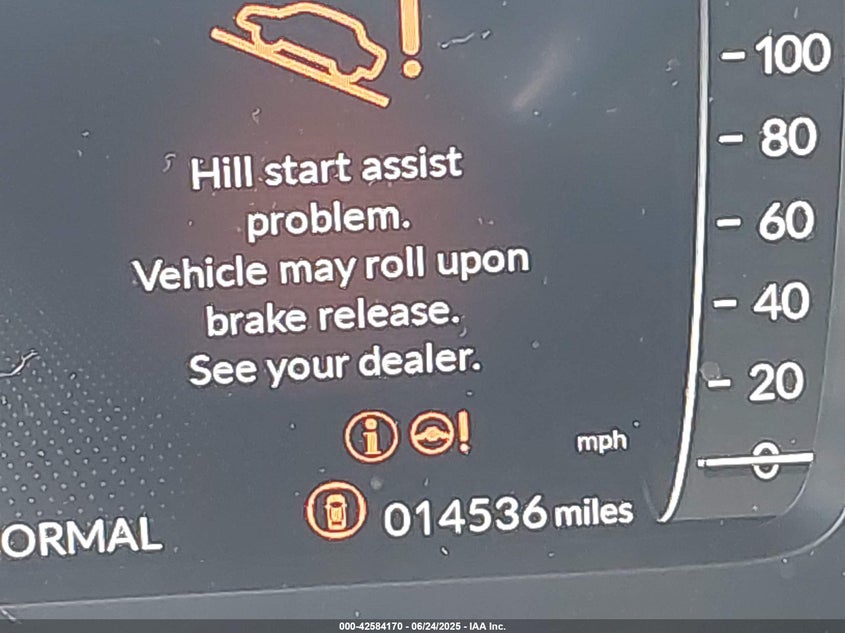 100
80
60
40
20
0
Hill start assist
problem.
Vehicle may roll upon
brake release.
See your dealer.
mph
014536 miles
ORMAL
000-42584170 - 06/24/2025 - IAA Inc.